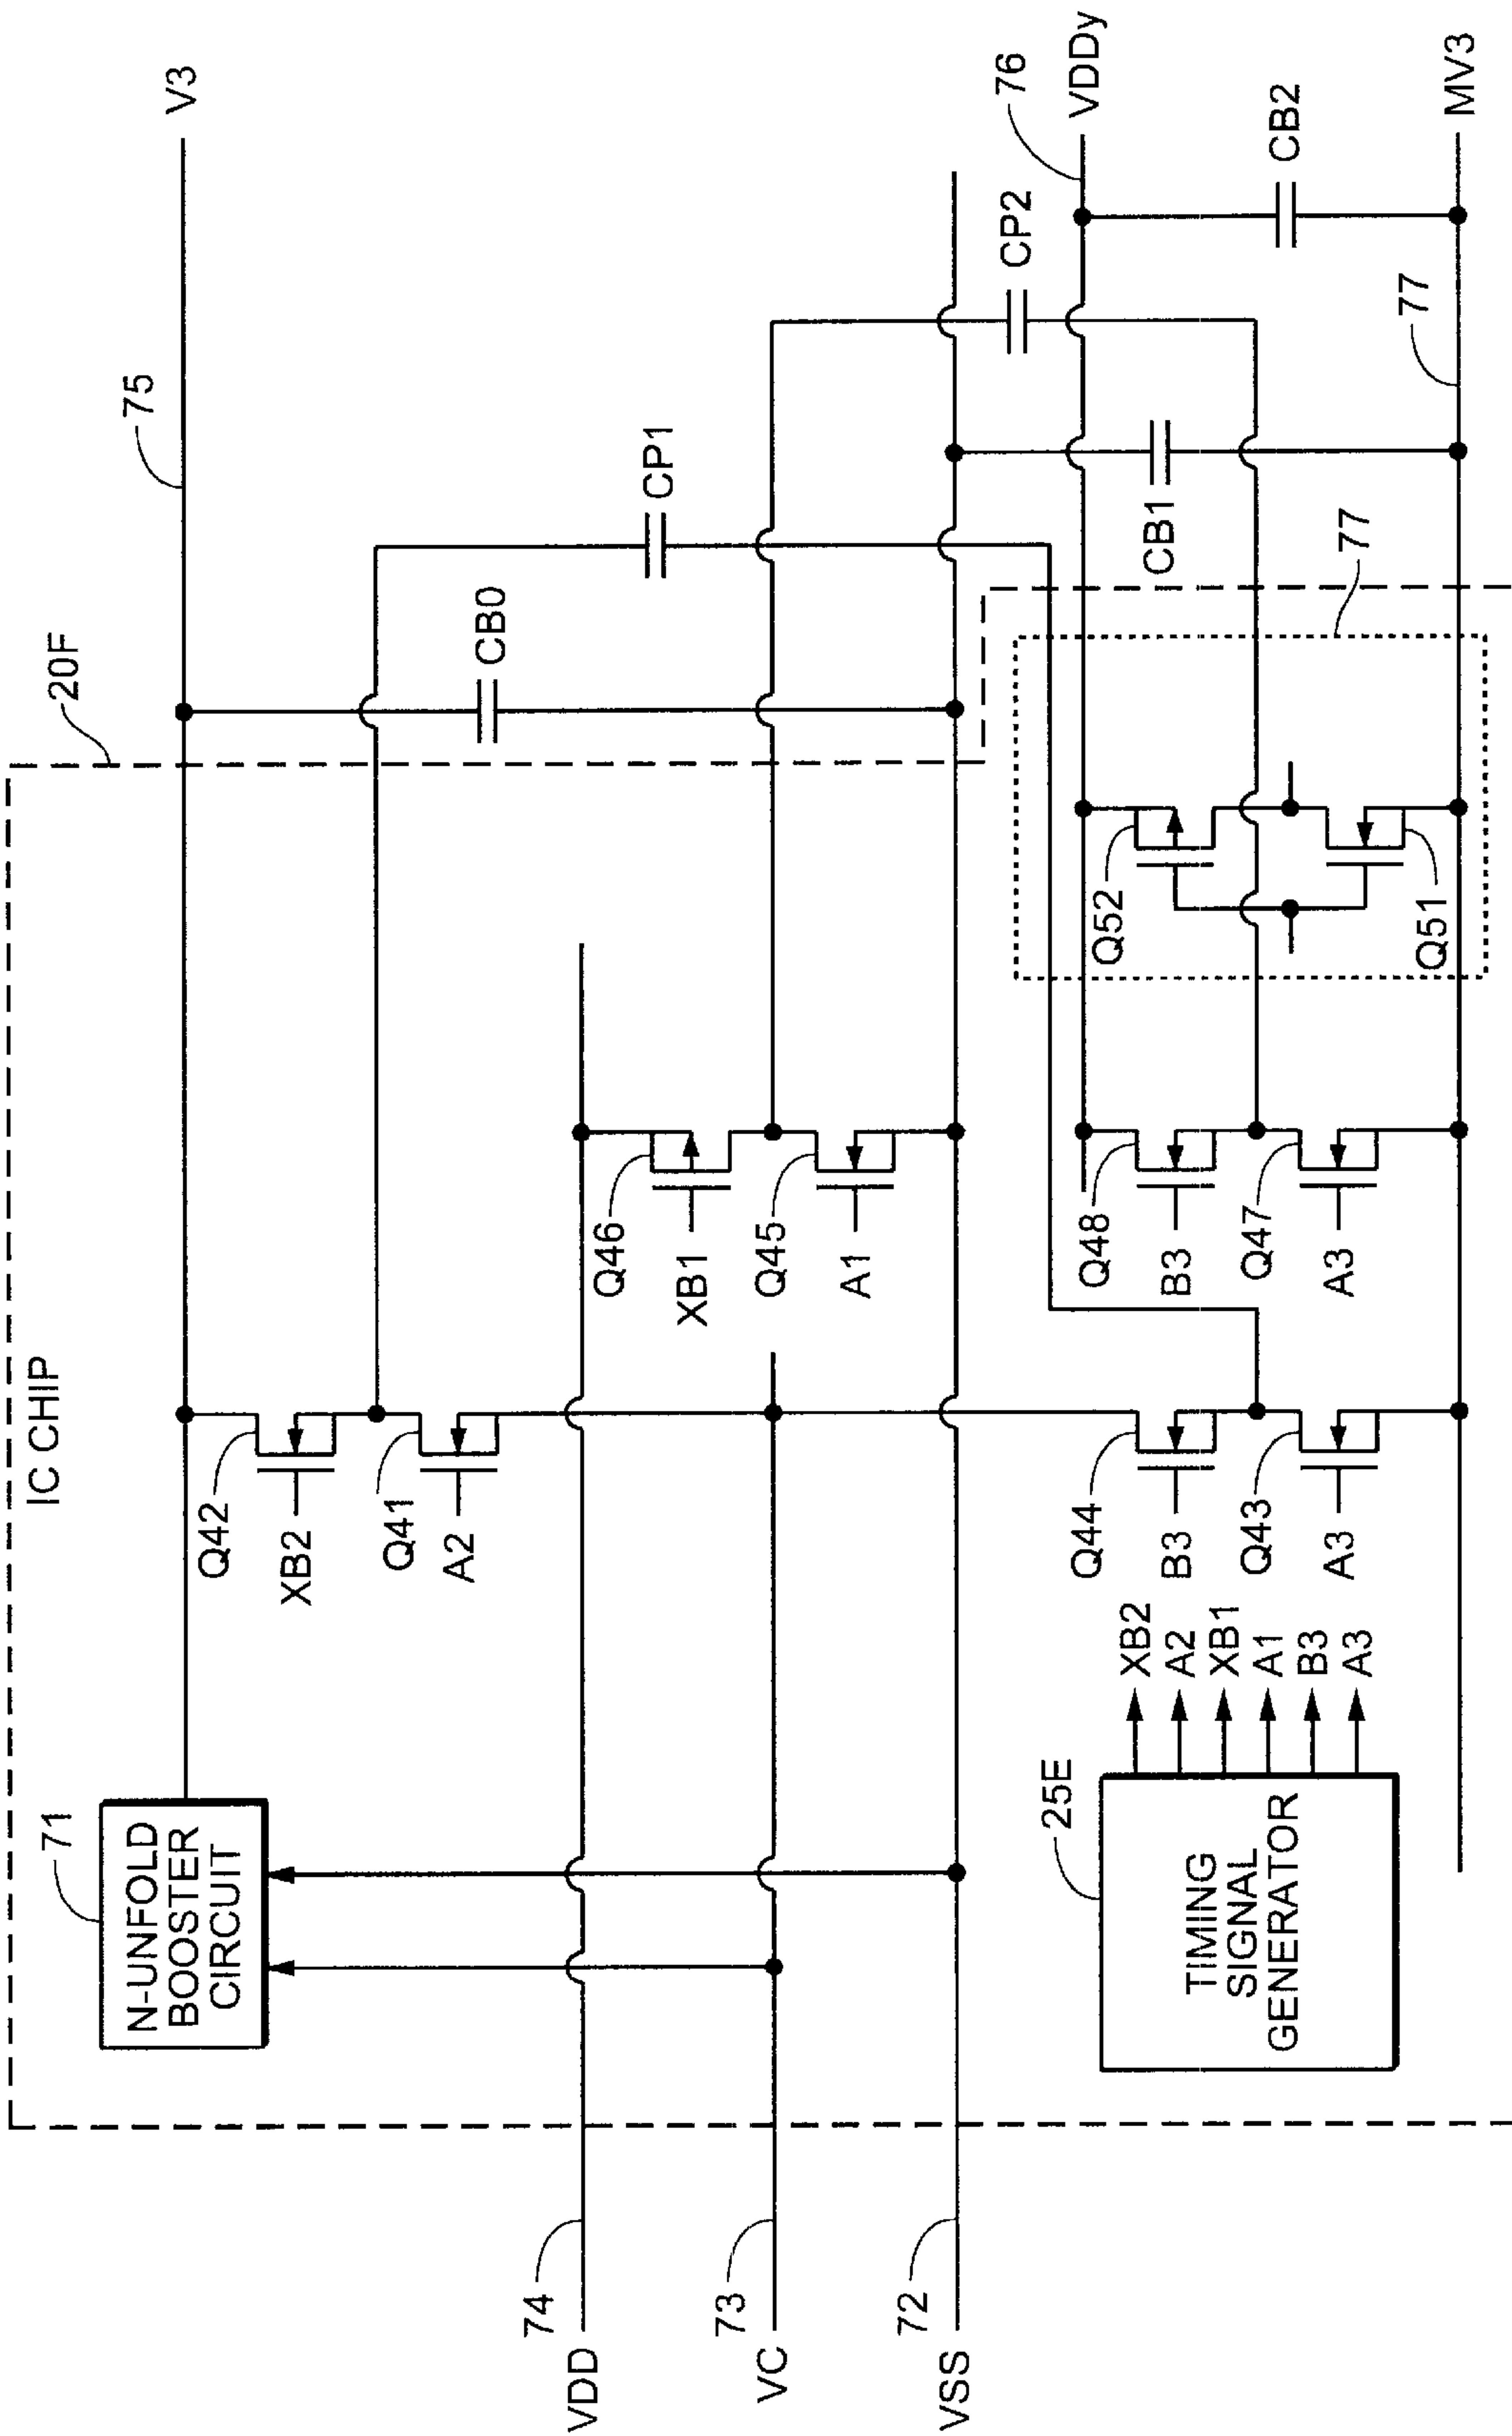 IC CHIP
20F
71
N-UNFOLD
BOOSTER
CIRCUIT
75
V3
Q42
XB2
Q41
A2
CB0
CP1
74
VDD
73
VC
72
VSS
Q46
XB1
Q45
A1
CP2
76
VDDy
25E
TIMING
SIGNAL
GENERATOR
XB2
A2
XB1
A1
B3
A3
Q44
B3
Q43
A3
Q48
B3
Q47
A3
Q52
Q51
77
CB1
CB2
77
MV3